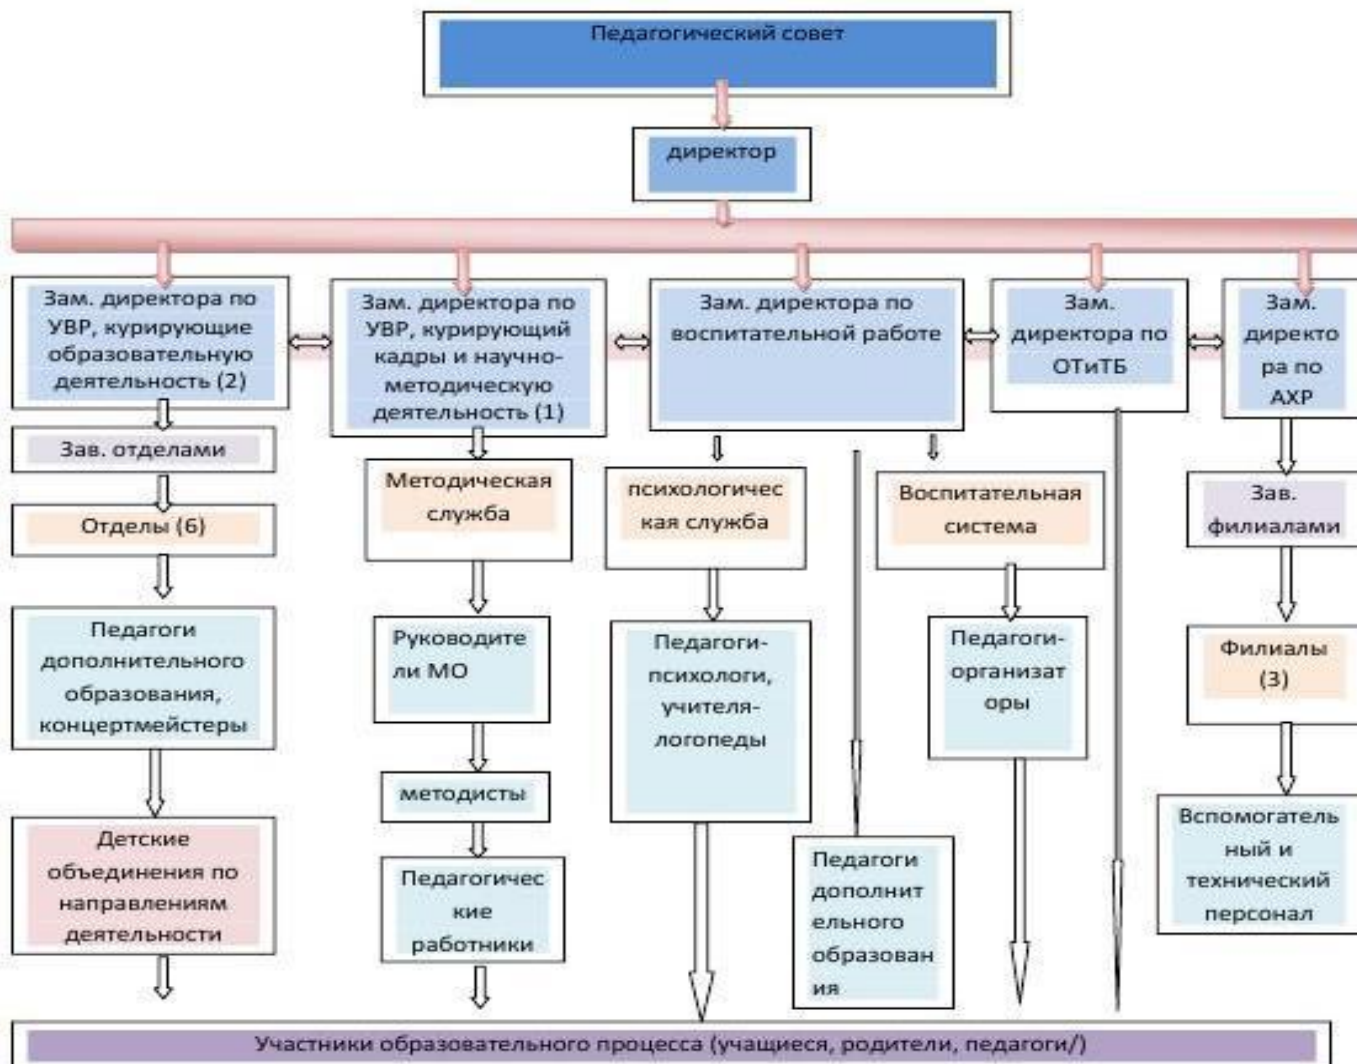 Педагогический совет
директор
Зам. директора по
УВР, курирующие
образовательную
деятельность (2)
Зам. директора по
УВР, курирующий
кадры и научно-
методическую
деятельность (1)
Зам. директора по
воспитательной работе
Зам.
директора по
ОТиТБ
Зам.
директо
ра по
АХР
Зав. отделами
Отделы (6)
Педагоги
дополнительного
образования,
концертмейстеры
Детские
объединения по
направлениям
деятельности
Методическая
служба
Руководите
ли МО
методисты
Педагогичес
кие
работники
психологичес
кая служба
Педагоги-
психологи,
учителя-
логопеды
Педагоги
дополнит
ельного
образован
ия
Воспитательная
система
Педагоги-
организат
оры
Зав.
филиалами
Филиалы
(3)
Вспомогатель
ный и
технический
персонал
Участники образовательного процесса (учащиеся, родители, педагоги/)